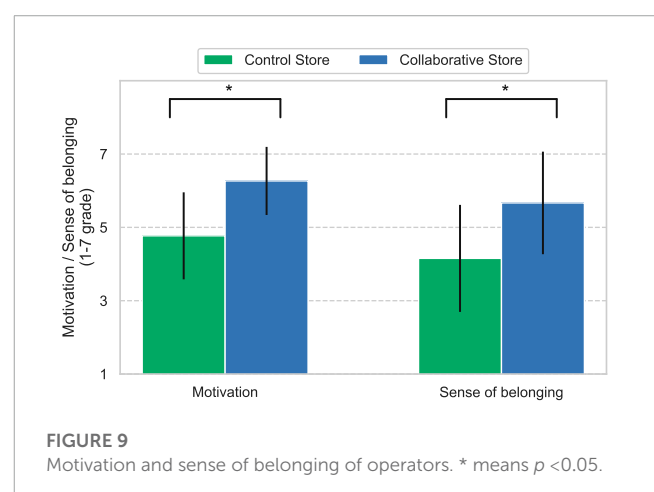 Control Store
Collaborative Store
*
*
Motivation / Sense of belonging
(1-7 grade)
7
5
3
1
Motivation
Sense of belonging
FIGURE 9
Motivation and sense of belonging of operators. * means p <0.05.